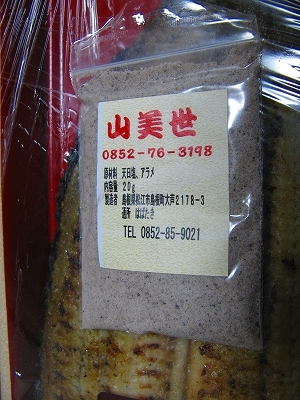 山美世
0852-76-3198
原材料 天日塩、アラメ
内容量 20g
製造者 島根県松江市島根町大芦2178-3
通所 はばたき
TEL 0852-85-9021